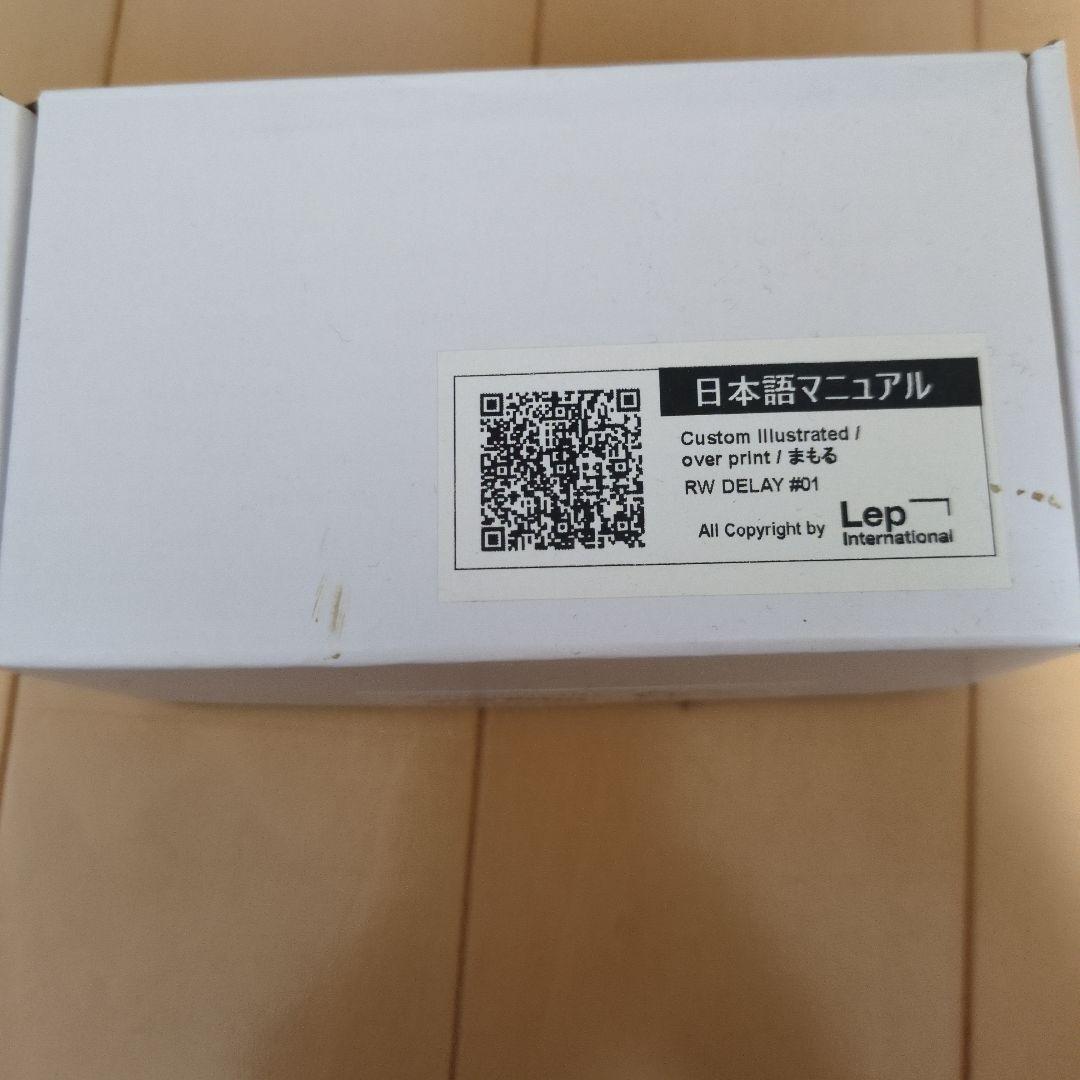 日本語マニュアル
Custom Illustrated /
over print / まもる
RW DELAY #01
All Copyright by
Lep
International